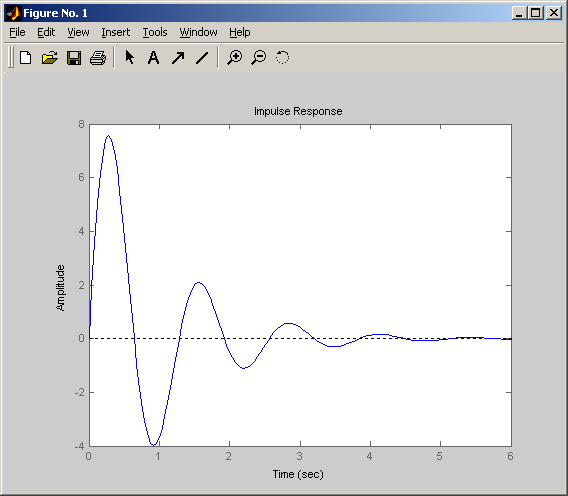 Figure No. 1
File Edit View Insert Tools Window Help
A
Impulse Response
8
6
4
2
0
-2
-4
Amplitude
0 1 2 3 4 5 6
Time (sec)